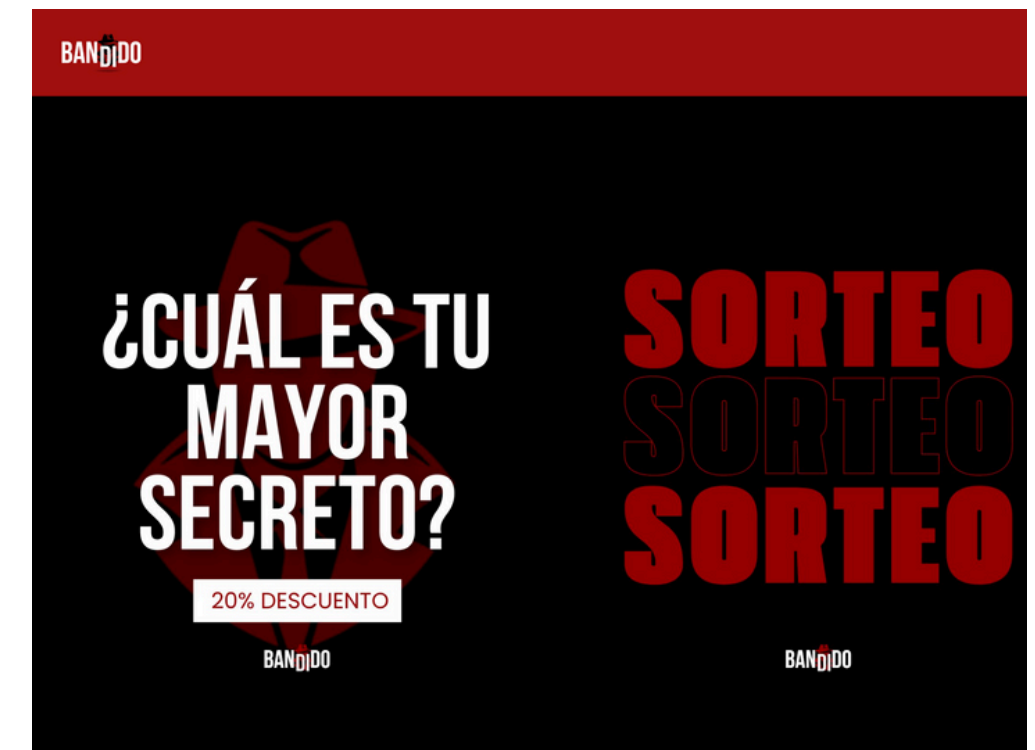 BANDIDO
¿CUÁL ES TU
MAYOR
SECRETO?
20% DESCUENTO
BANDIDO
SORTEO
SORTEO
SORTEO
BANDIDO